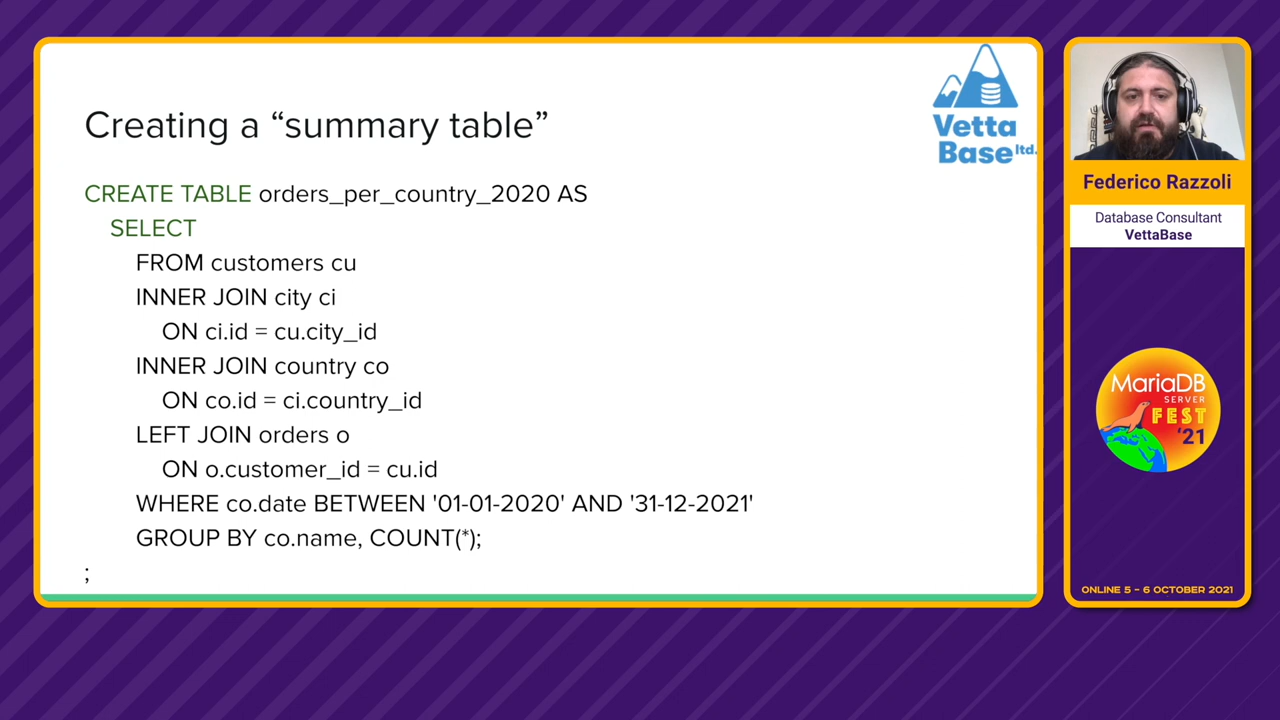 Creating a “summary table”
CREATE TABLE orders_per_country_2020 AS
SELECT
FROM customers cu
INNER JOIN city ci
ON ci.id = cu.city_id
INNER JOIN country co
ON co.id = ci.country_id
LEFT JOIN orders o
ON o.customer_id = cu.id
WHERE co.date BETWEEN '01-01-2020' AND '31-12-2021'
GROUP BY co.name, COUNT(*);
;
Vetta
Base ltd.
Federico Razzoli
Database Consultant
VettaBase
MariaDB
SERVER
FEST
'21
ONLINE 5 - 6 OCTOBER 2021